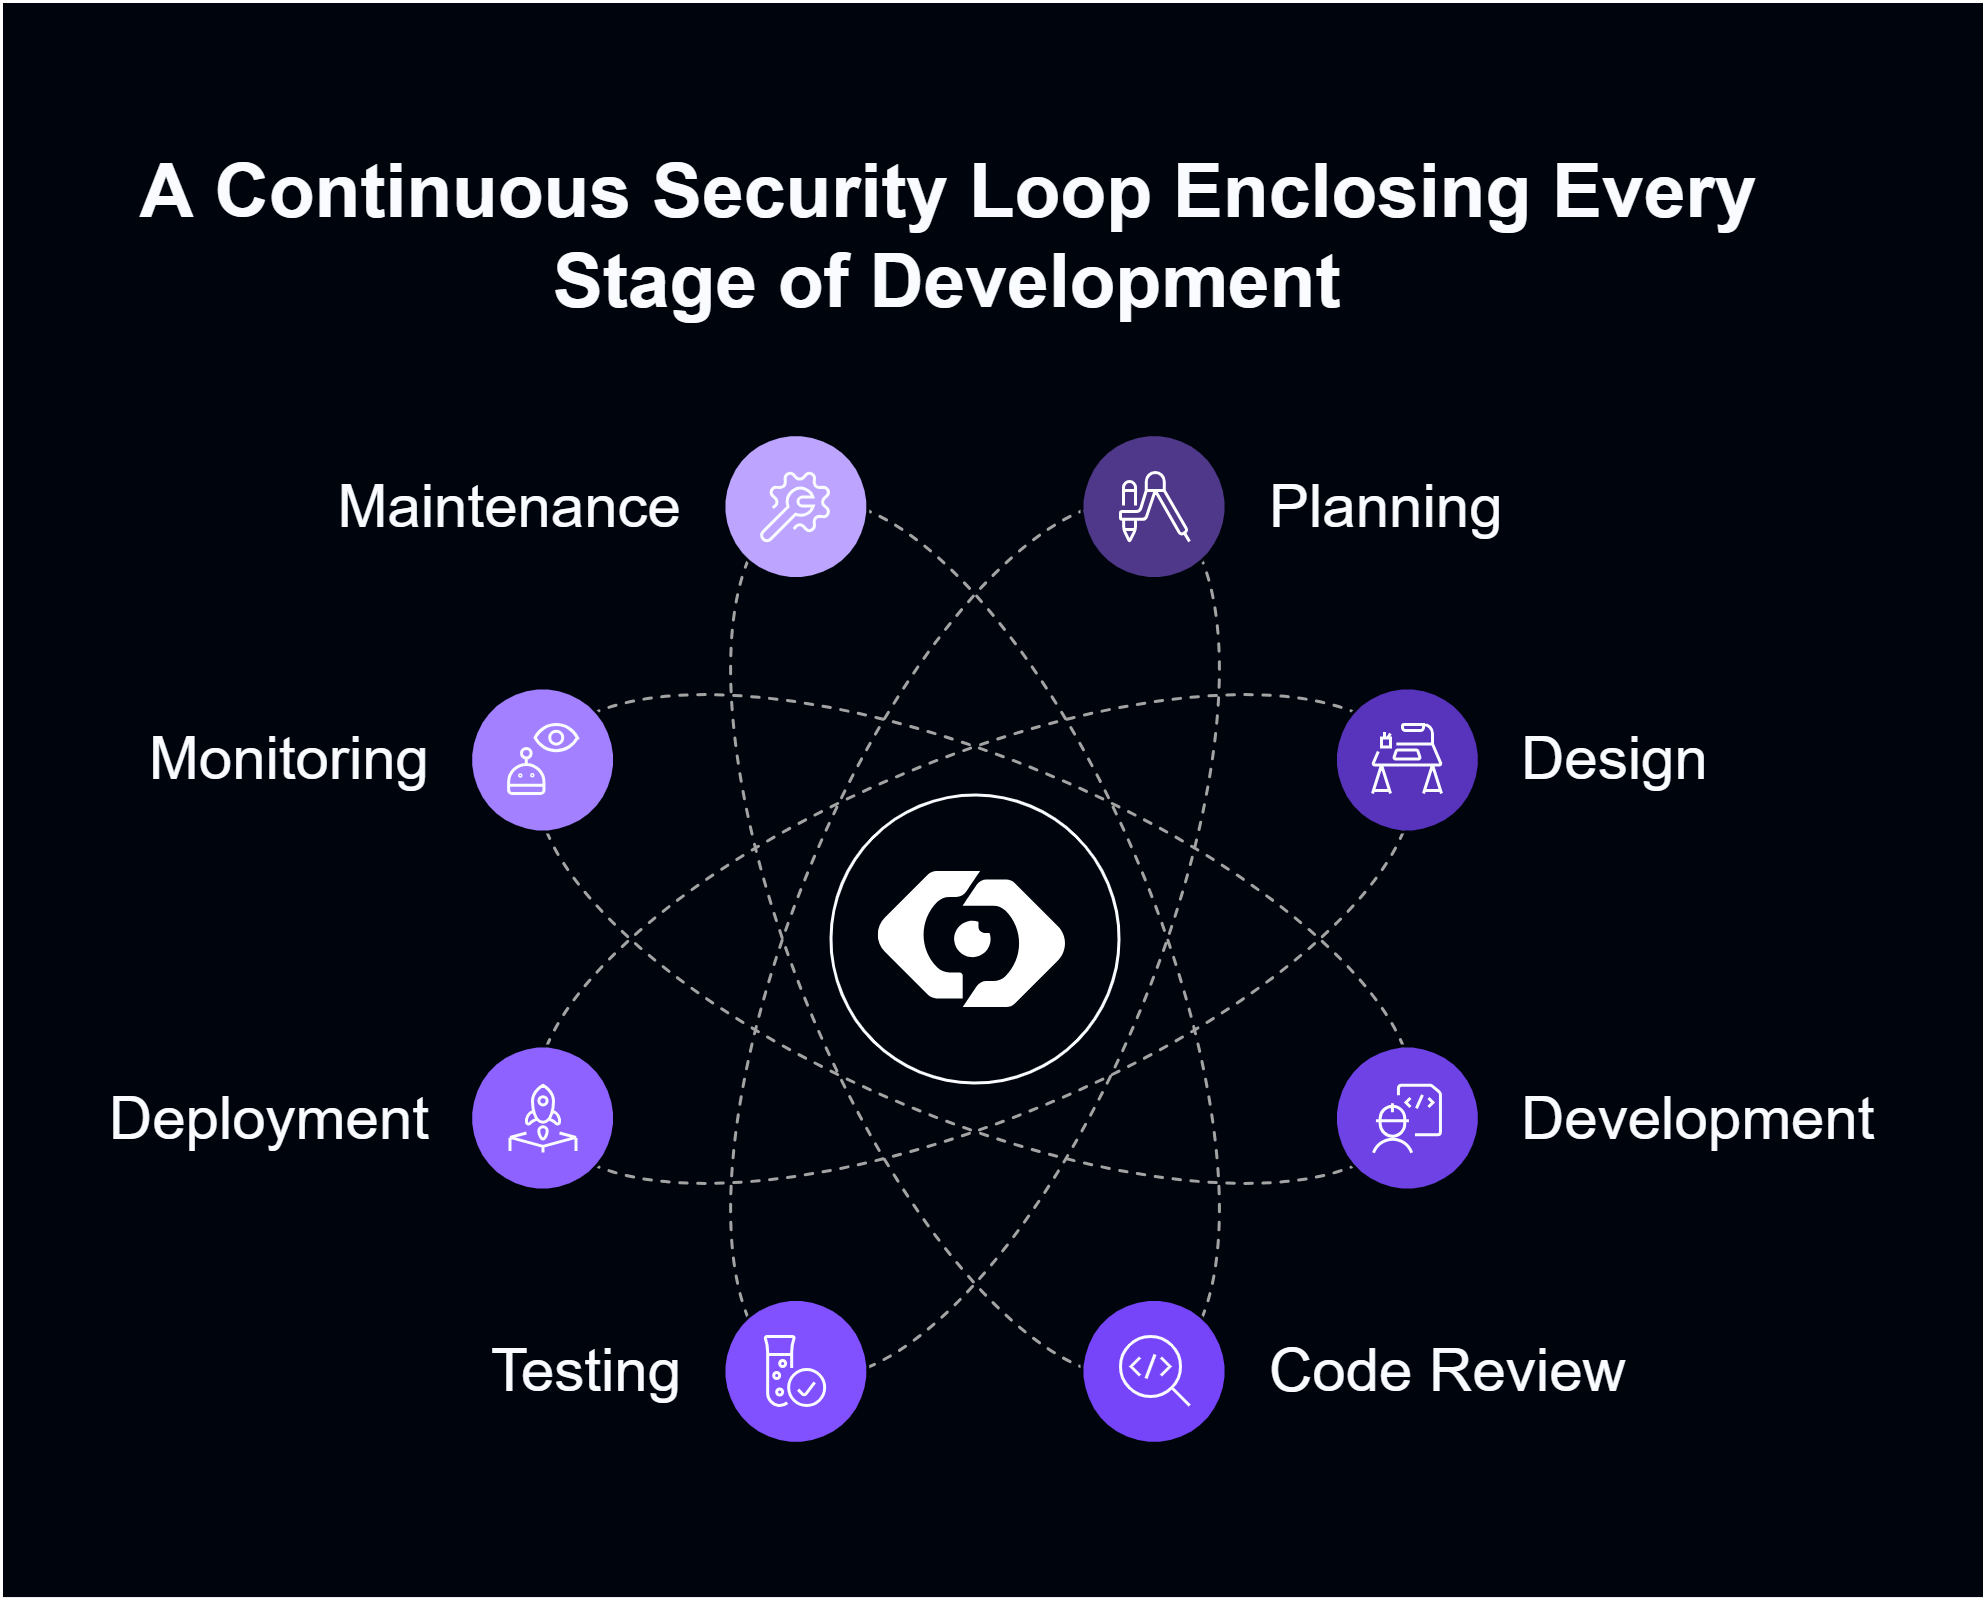 A Continuous Security Loop Enclosing Every
Stage of Development
Maintenance
Planning
Monitoring
Design
Deployment
Development
Testing
Code Review